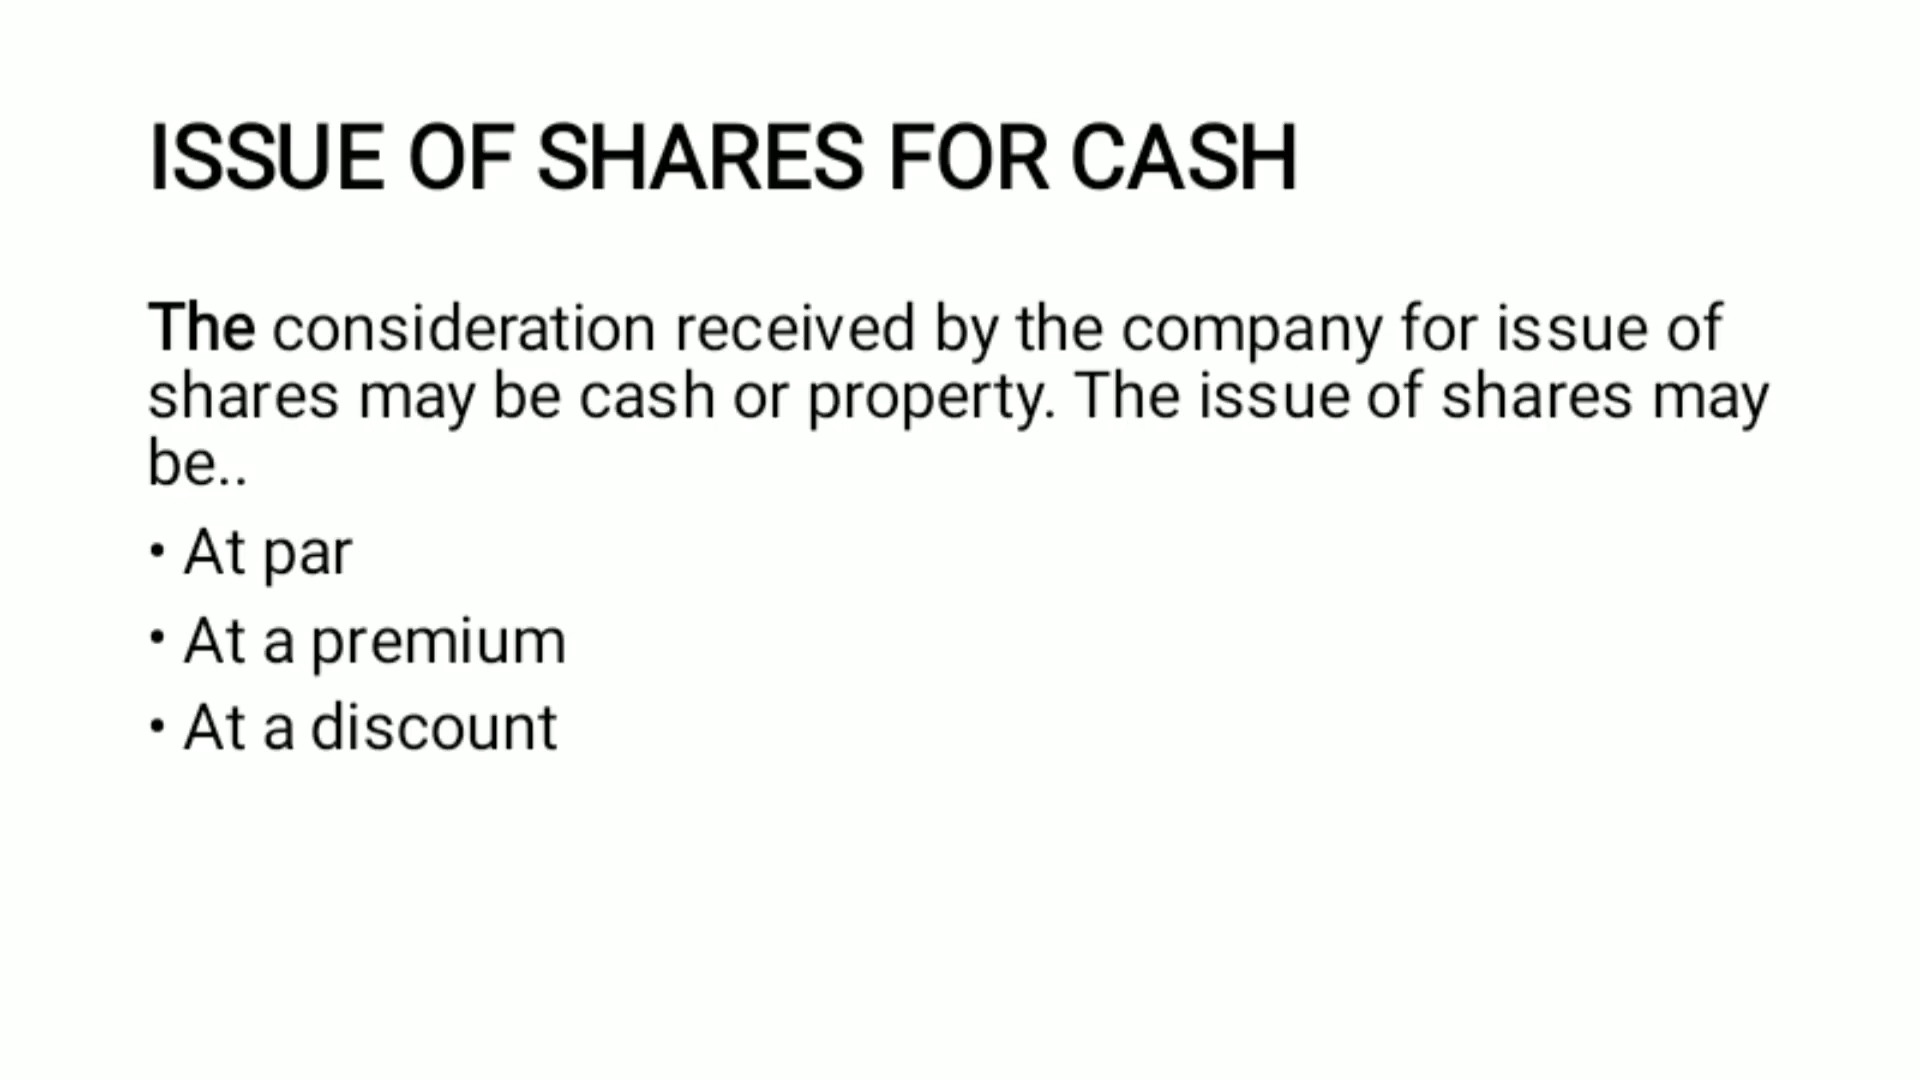 ISSUE OF SHARES FOR CASH
The consideration received by the company for issue of
shares may be cash or property. The issue of shares may
be..
• At par
• At a premium
• At a discount